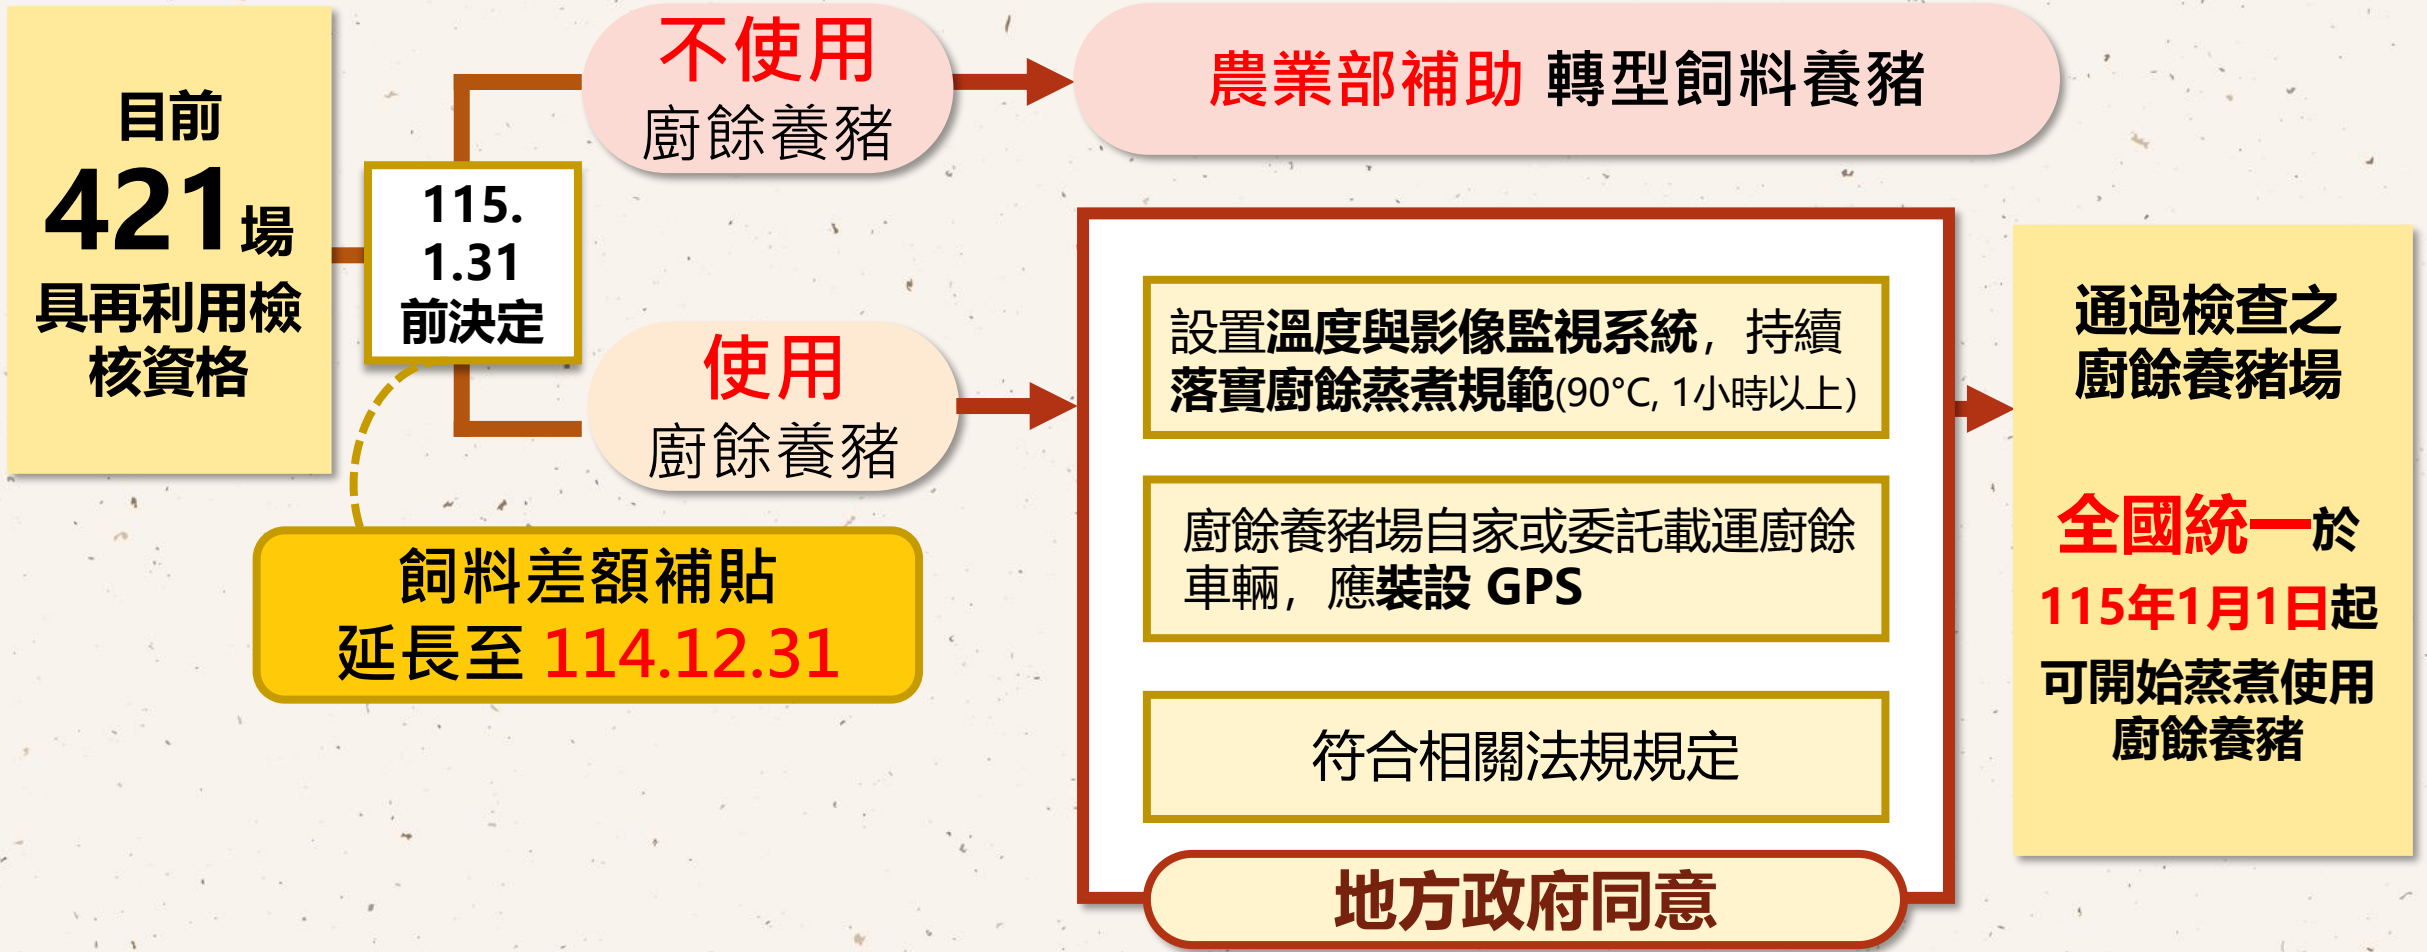 目前
421場
具再利用檢
核資格
115.
1.31
前決定
不使用
廚餘養豬
農業部補助 轉型飼料養豬
使用
廚餘養豬
飼料差額補貼
延長至 114.12.31
設置溫度與影像監視系統，持續
落實廚餘蒸煮規範(90°C, 1小時以上)
廚餘養豬場自家或委託載運廚餘
車輛，應裝設 GPS
符合相關法規規定
地方政府同意
通過檢查之
廚餘養豬場
全國統一於
115年1月1日起
可開始蒸煮使用
廚餘養豬